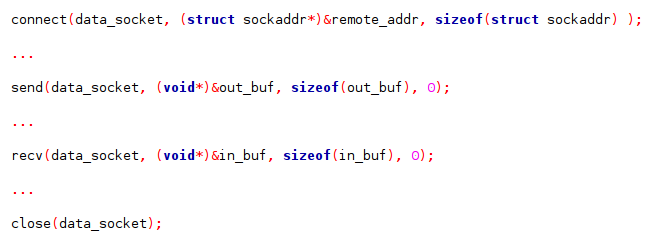 connect(data_socket, (struct sockaddr*)&remote_addr, sizeof(struct sockaddr) );
...
send(data_socket, (void*)&out_buf, sizeof(out_buf), 0);
...
recv(data_socket, (void*)&in_buf, sizeof(in_buf), 0);
...
close(data_socket);